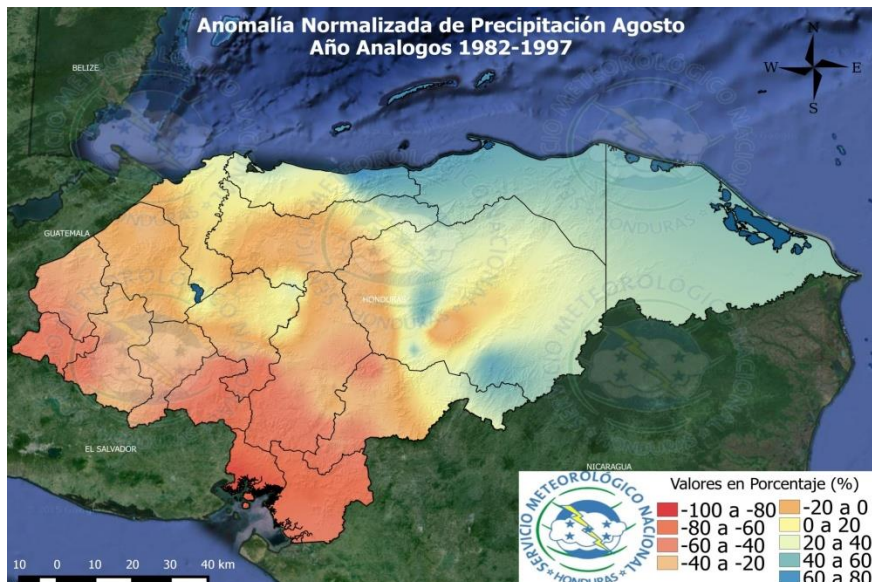 Anomalía Normalizada de Precipitación Agosto
Año Analogos 1982-1997
N
W E
S
BELIZE
GUATEMALA
HONDURAS
EL SALVADOR
NICARAGUA
SERVICIO METEOROLÓGICO NACIONAL
HONDURAS
Valores en Porcentaje (%)
-100 a -80
-80 a -60
-60 a -40
-40 a -20
-20 a 0
0 a 20
20 a 40
40 a 60
60 a 80
10 0 10 20 30 40 km